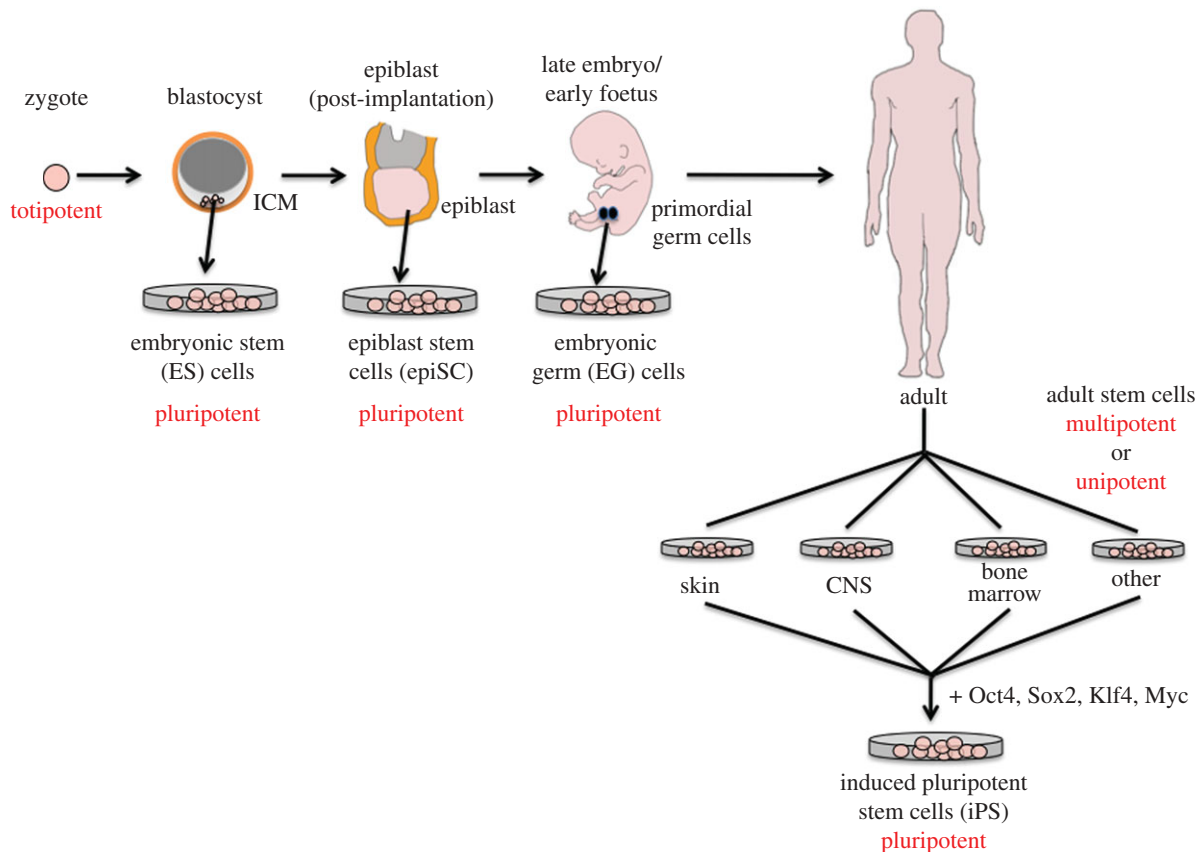 zygote
totipotent
blastocyst
ICM
embryonic stem
(ES) cells
pluripotent
epiblast
(post-implantation)
epiblast
epiblast stem
cells (epiSC)
pluripotent
late embryo/
early foetus
primordial
germ cells
embryonic
germ (EG) cells
pluripotent
adult
adult stem cells
multipotent
or
unipotent
skin
CNS
bone
marrow
other
+ Oct4, Sox2, Klf4, Myc
induced pluripotent
stem cells (iPS)
pluripotent